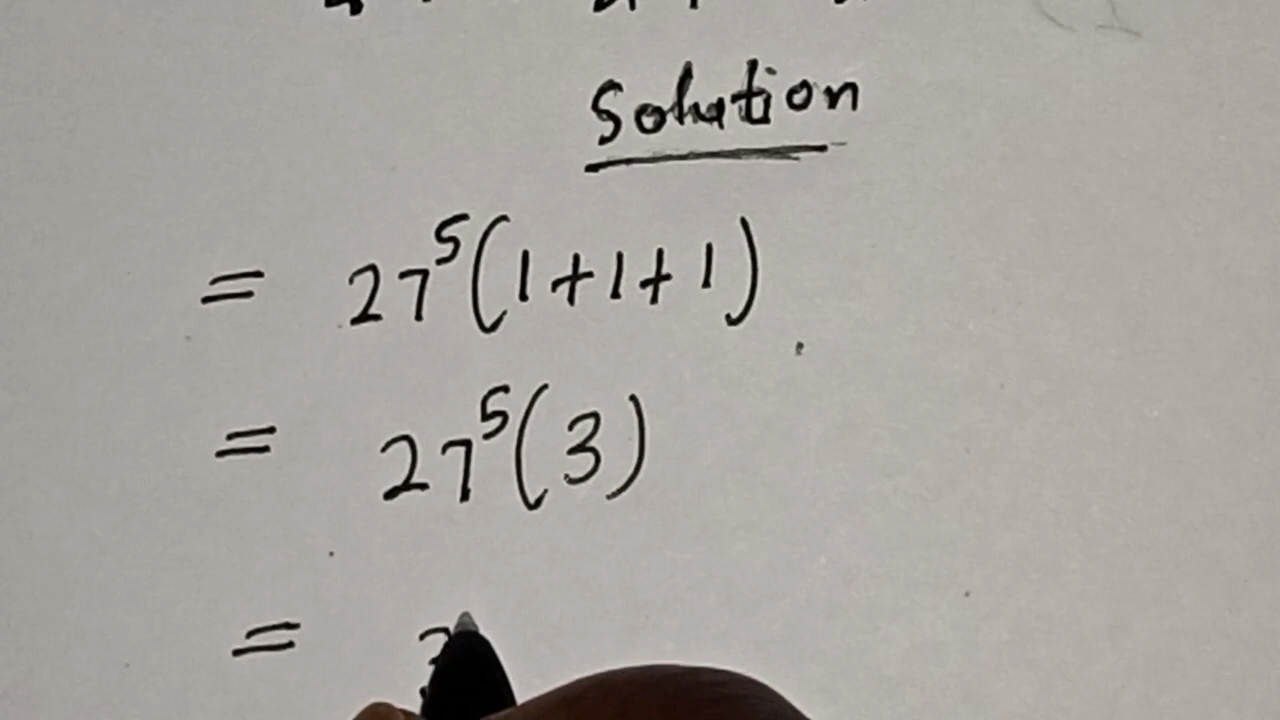 Solution
= 27⁵(1+1+1)
= 27⁵(3)
=